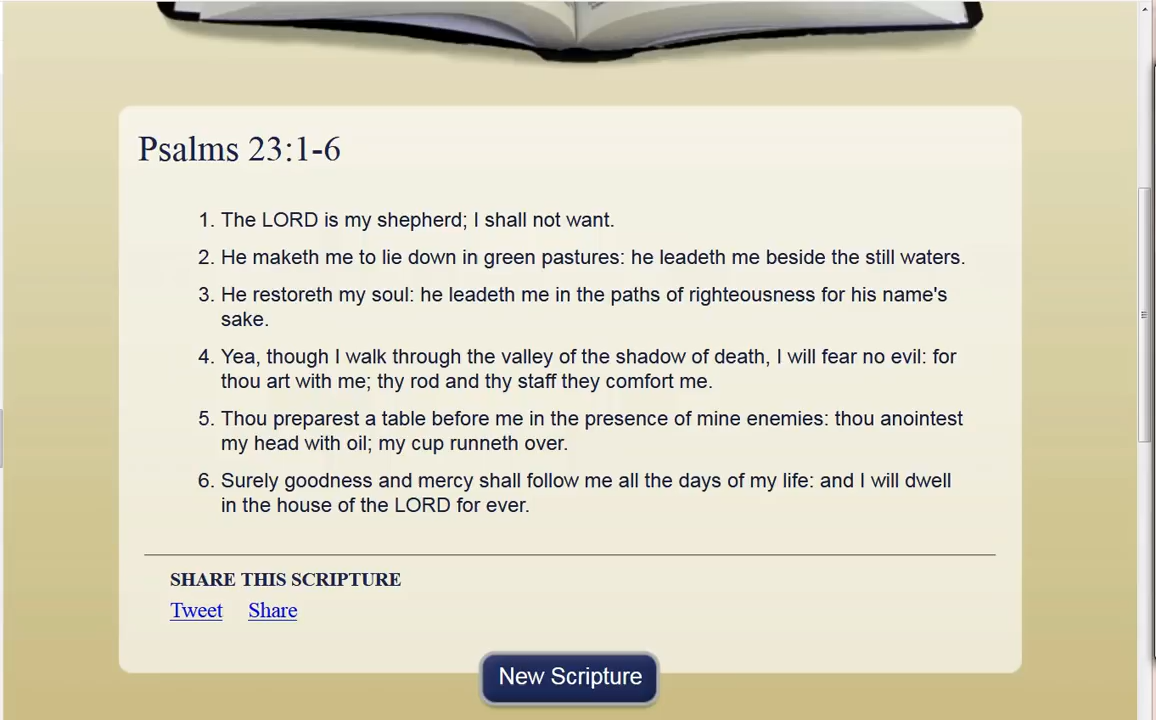 Psalms 23:1-6
1. The LORD is my shepherd; I shall not want.
2. He maketh me to lie down in green pastures: he leadeth me beside the still waters.
3. He restoreth my soul: he leadeth me in the paths of righteousness for his name's
sake.
4. Yea, though I walk through the valley of the shadow of death, I will fear no evil: for
thou art with me; thy rod and thy staff they comfort me.
5. Thou preparest a table before me in the presence of mine enemies: thou anointest
my head with oil; my cup runneth over.
6. Surely goodness and mercy shall follow me all the days of my life: and I will dwell
in the house of the LORD for ever.
SHARE THIS SCRIPTURE
Tweet Share
New Scripture